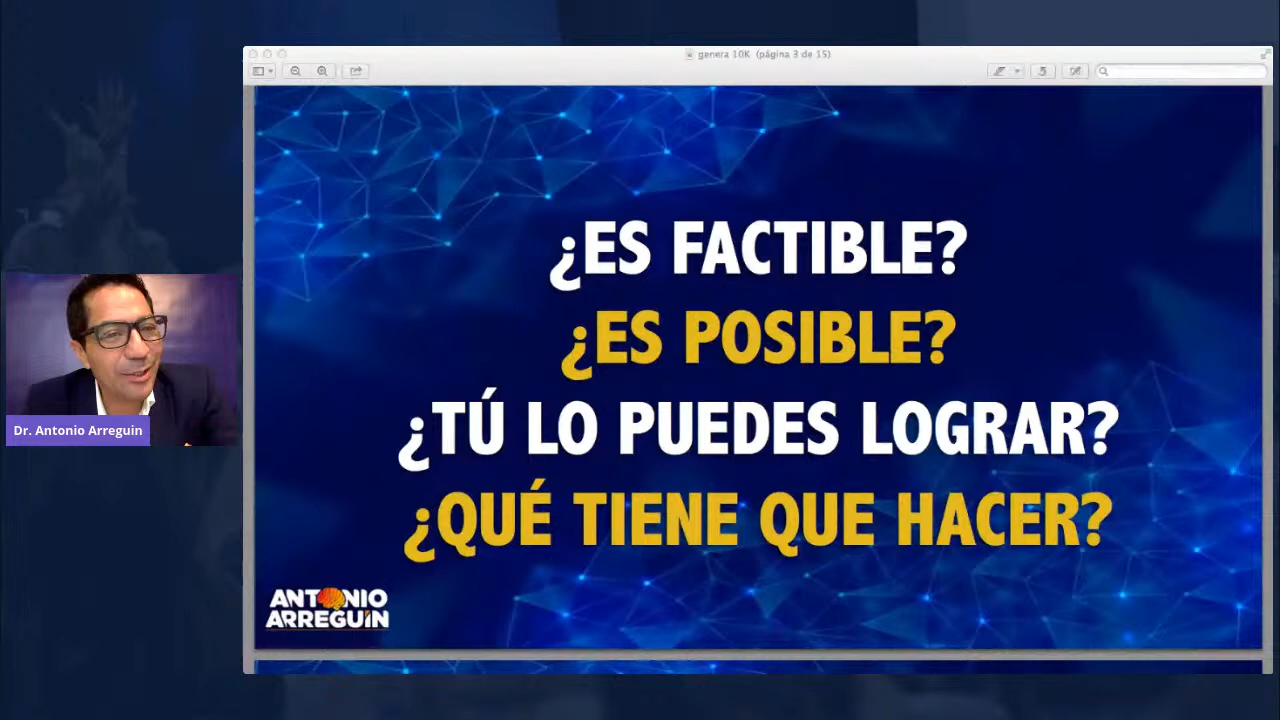 genera 10K (página 3 de 15)
¿ES FACTIBLE?
¿ES POSIBLE?
¿TÚ LO PUEDES LOGRAR?
¿QUÉ TIENE QUE HACER?
Dr. Antonio Arreguin
ANTONIO
ARREGUÍN